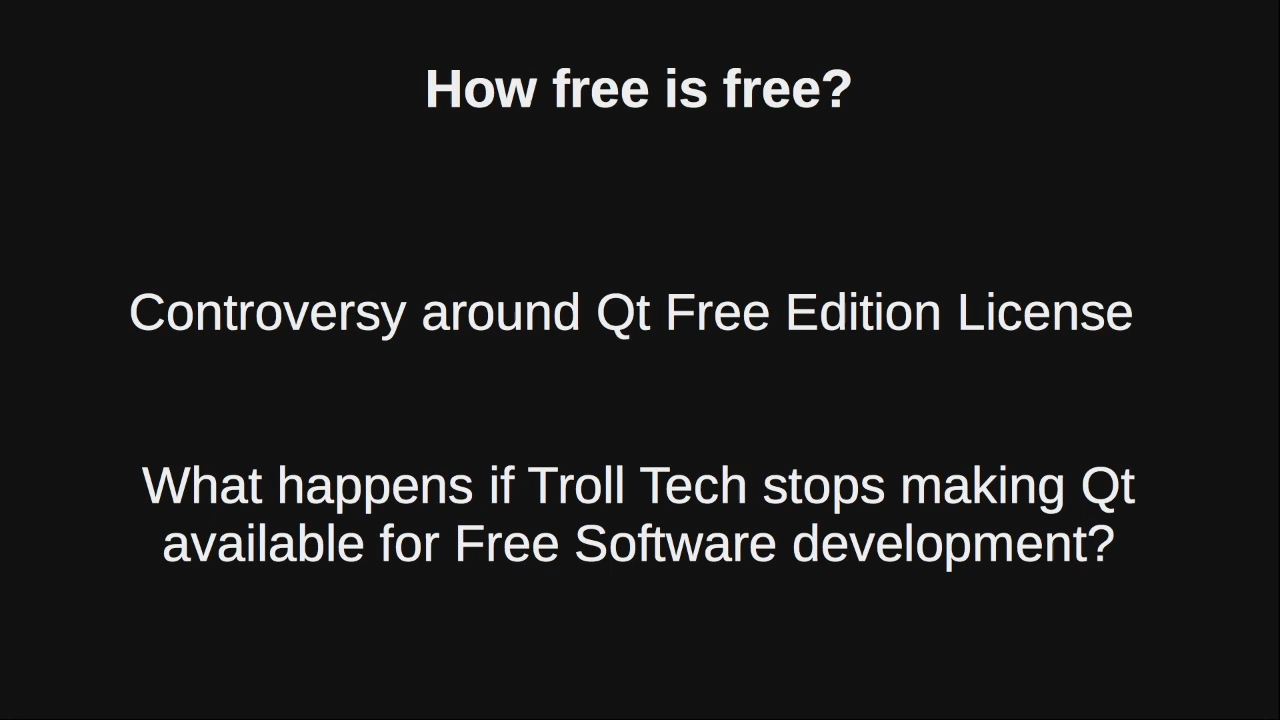 How free is free?
Controversy around Qt Free Edition License
What happens if Troll Tech stops making Qt
available for Free Software development?